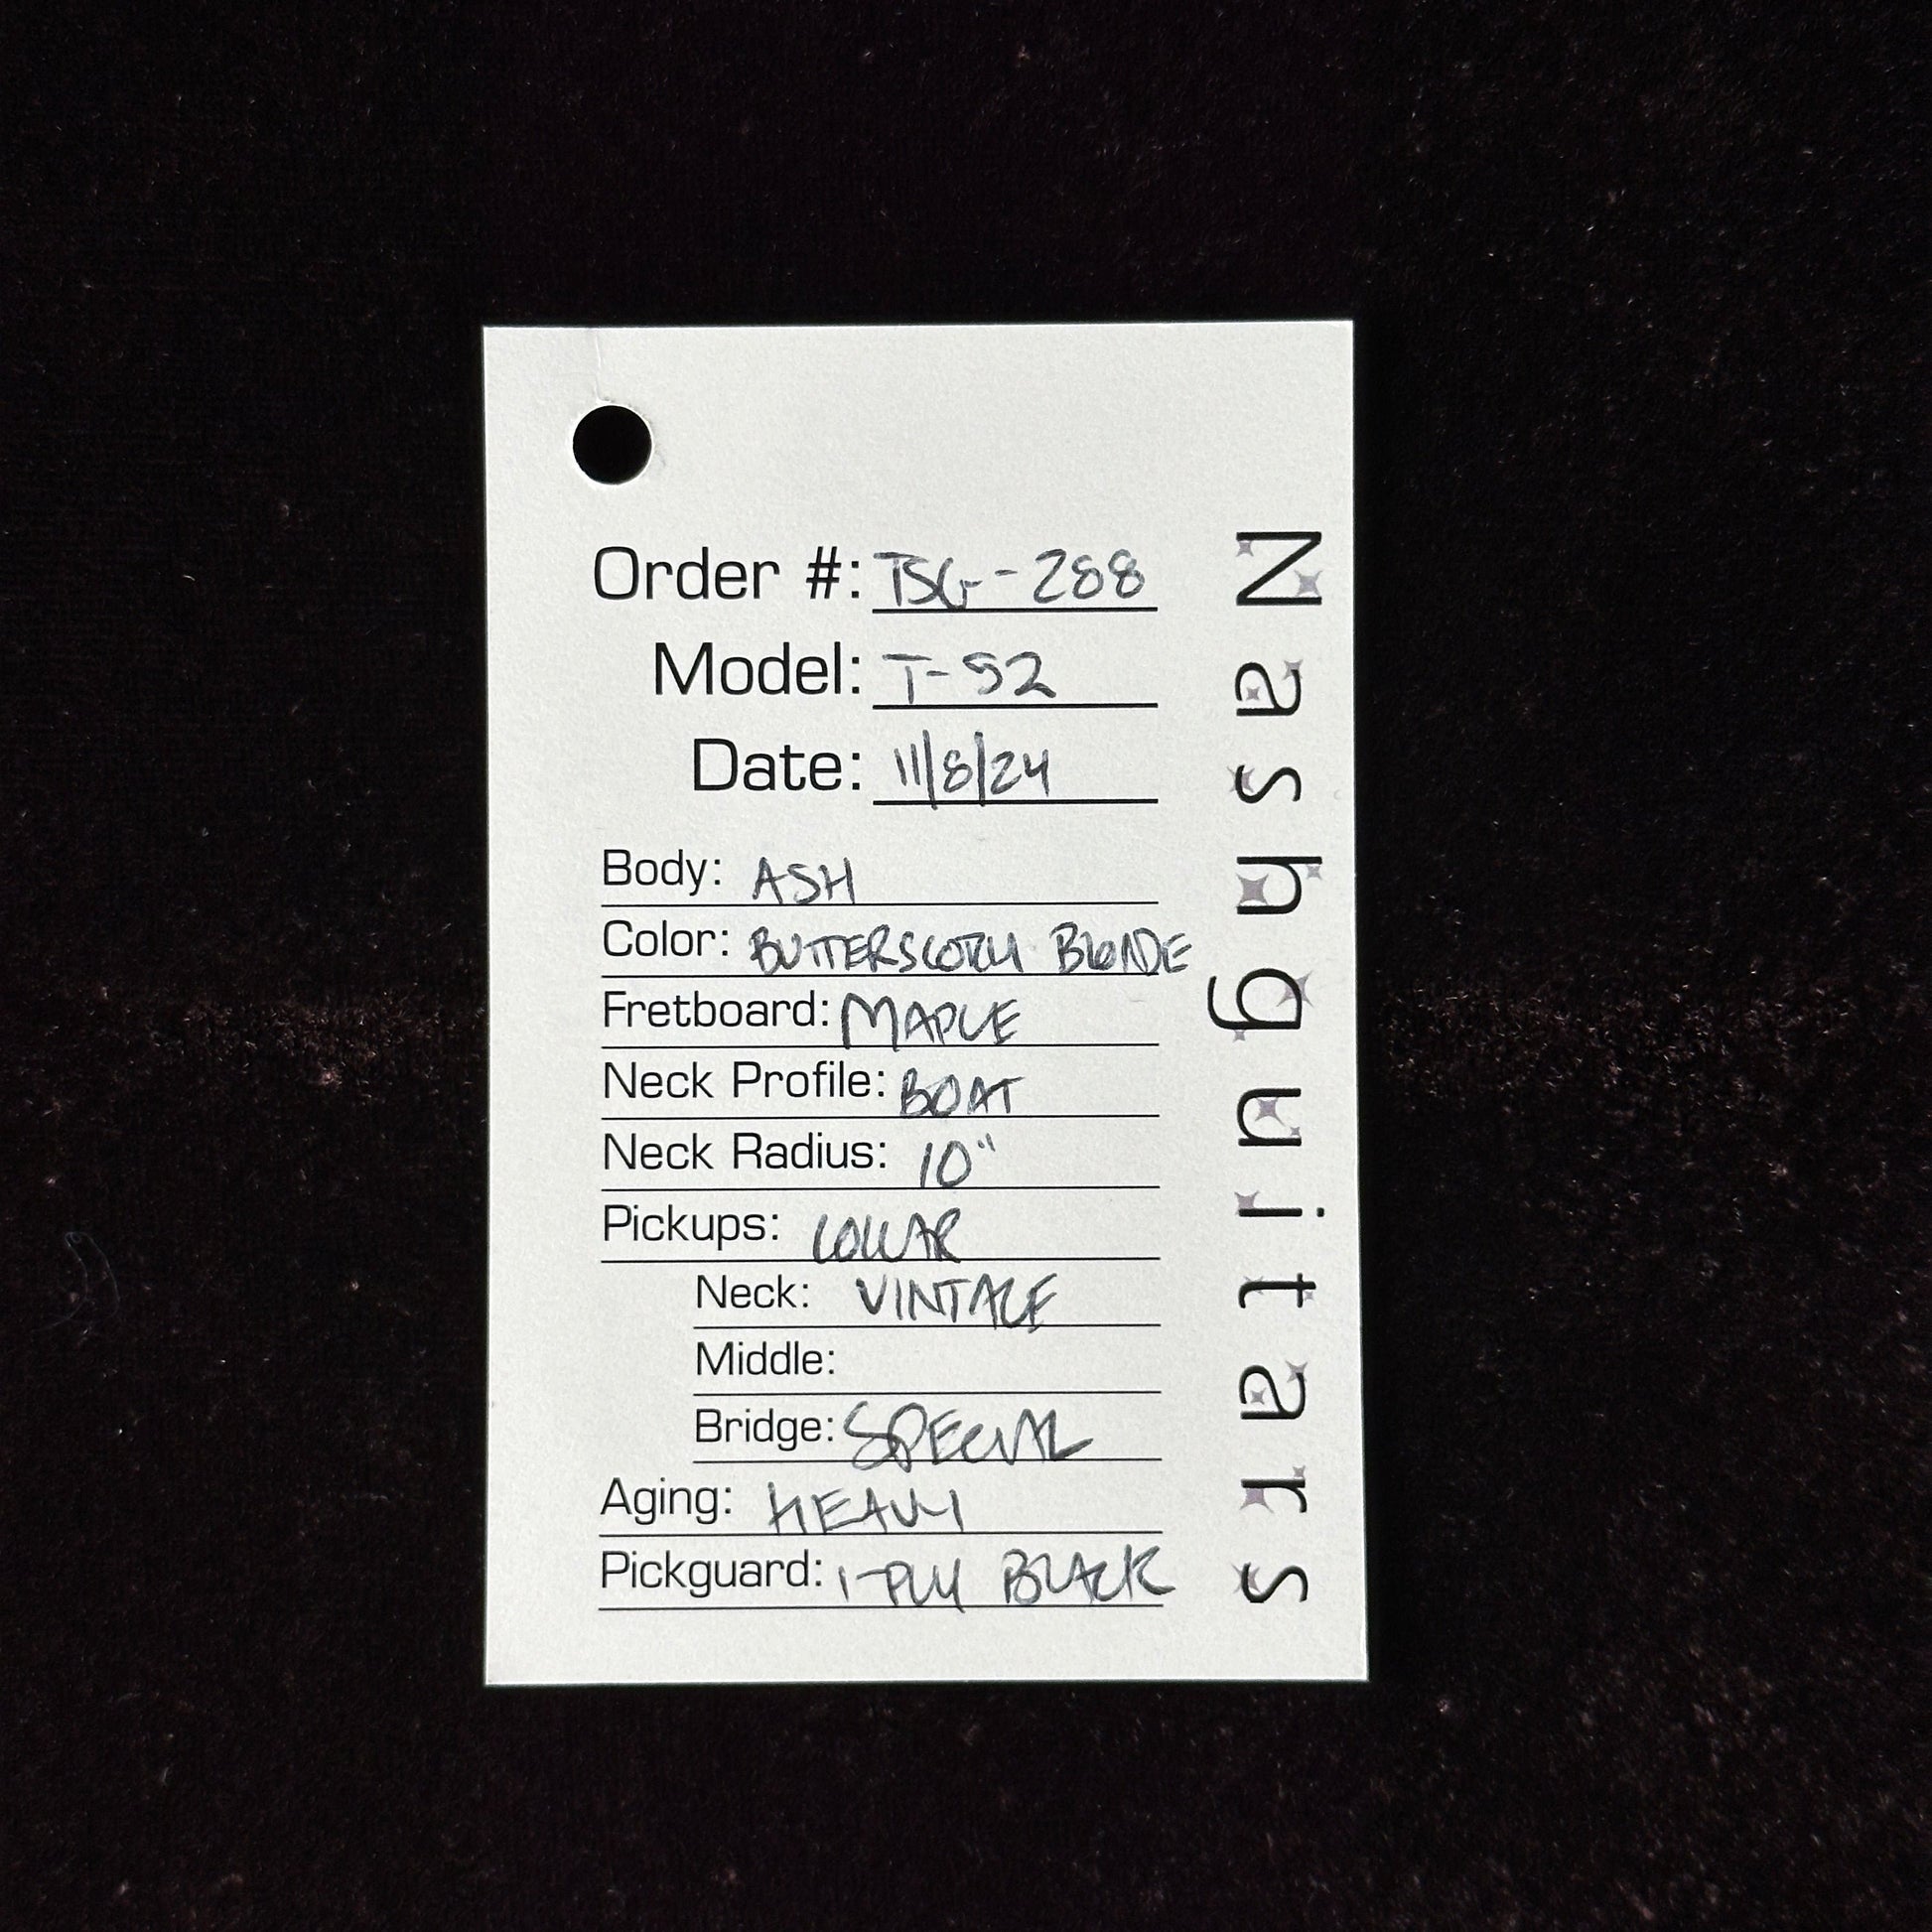 Order #: TSG-288
Model: T-52
Date: 11/8/24
Body: ASH
Color: BUTTERSCOTCH BLONDE
Fretboard: MAPLE
Neck Profile: BOAT
Neck Radius: 10"
Pickups: LOLLAR
Neck: VINTAGE
Middle:
Bridge: SPECIAL
Aging: HEAVY
Pickguard: 1-PLY BLACK
Nashguitars